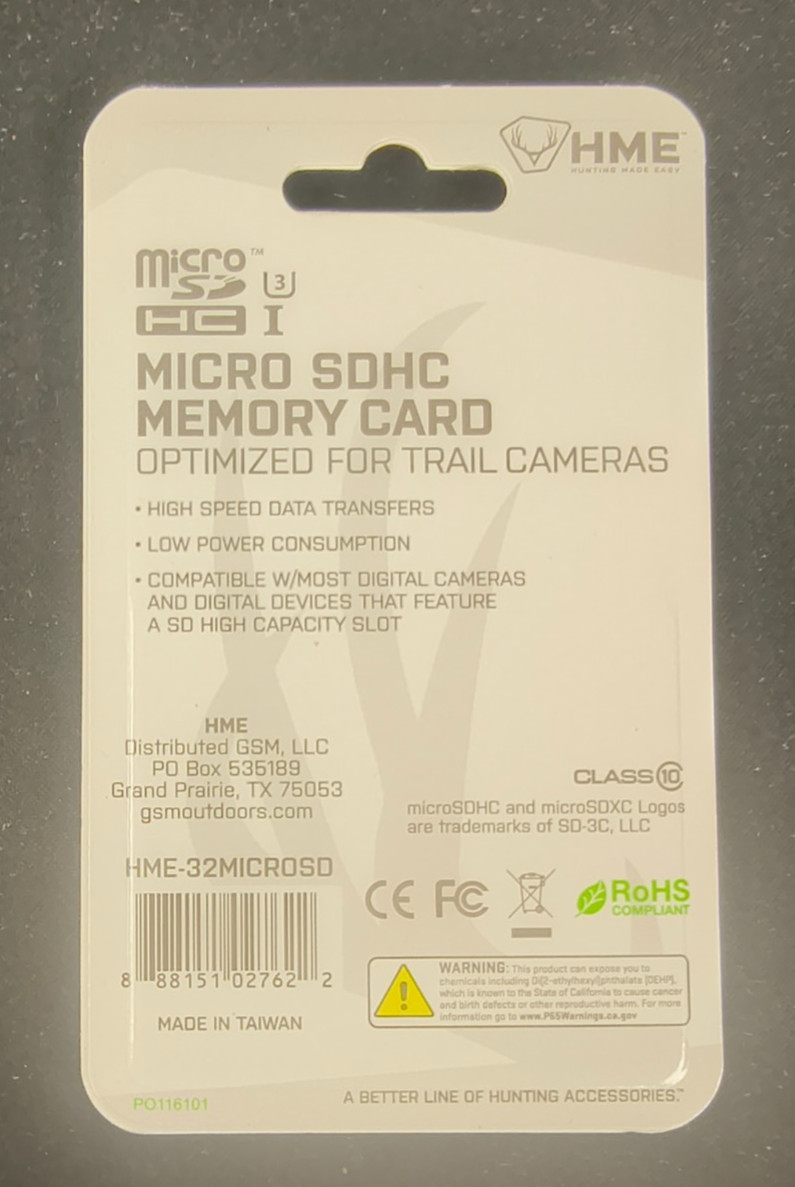 HME™
HUNTING MADE EASY
micro™
SD 3
HC I
MICRO SDHC
MEMORY CARD
OPTIMIZED FOR TRAIL CAMERAS
• HIGH SPEED DATA TRANSFERS
• LOW POWER CONSUMPTION
• COMPATIBLE W/MOST DIGITAL CAMERAS
AND DIGITAL DEVICES THAT FEATURE
A SD HIGH CAPACITY SLOT
HME
Distributed GSM, LLC
PO Box 535189
Grand Prairie, TX 75053
gsmoutdoors.com
CLASS 10
microSDHC and microSDXC Logos
are trademarks of SD-3C, LLC
HME-32MICROSD
8 88151 02762 2
MADE IN TAIWAN
CE FC
RoHS
COMPLIANT
WARNING: This product can expose you to
chemicals including Di(2-ethylhexyl)phthalate [DEHP],
which is known to the State of California to cause cancer
and birth defects or other reproductive harm. For more
information go to www.P65Warnings.ca.gov
PO116101
A BETTER LINE OF HUNTING ACCESSORIES.™